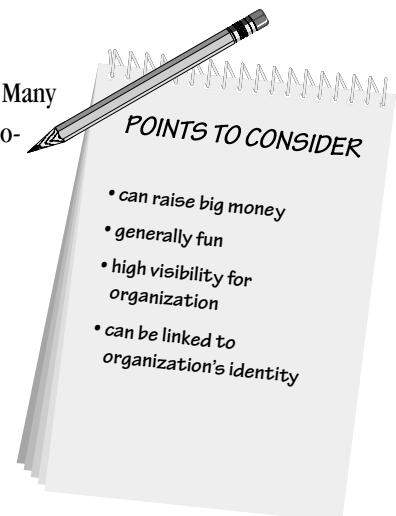 Many
o-
POINTS TO CONSIDER
• can raise big money
• generally fun
• high visibility for
organization
• can be linked to
organization's identity